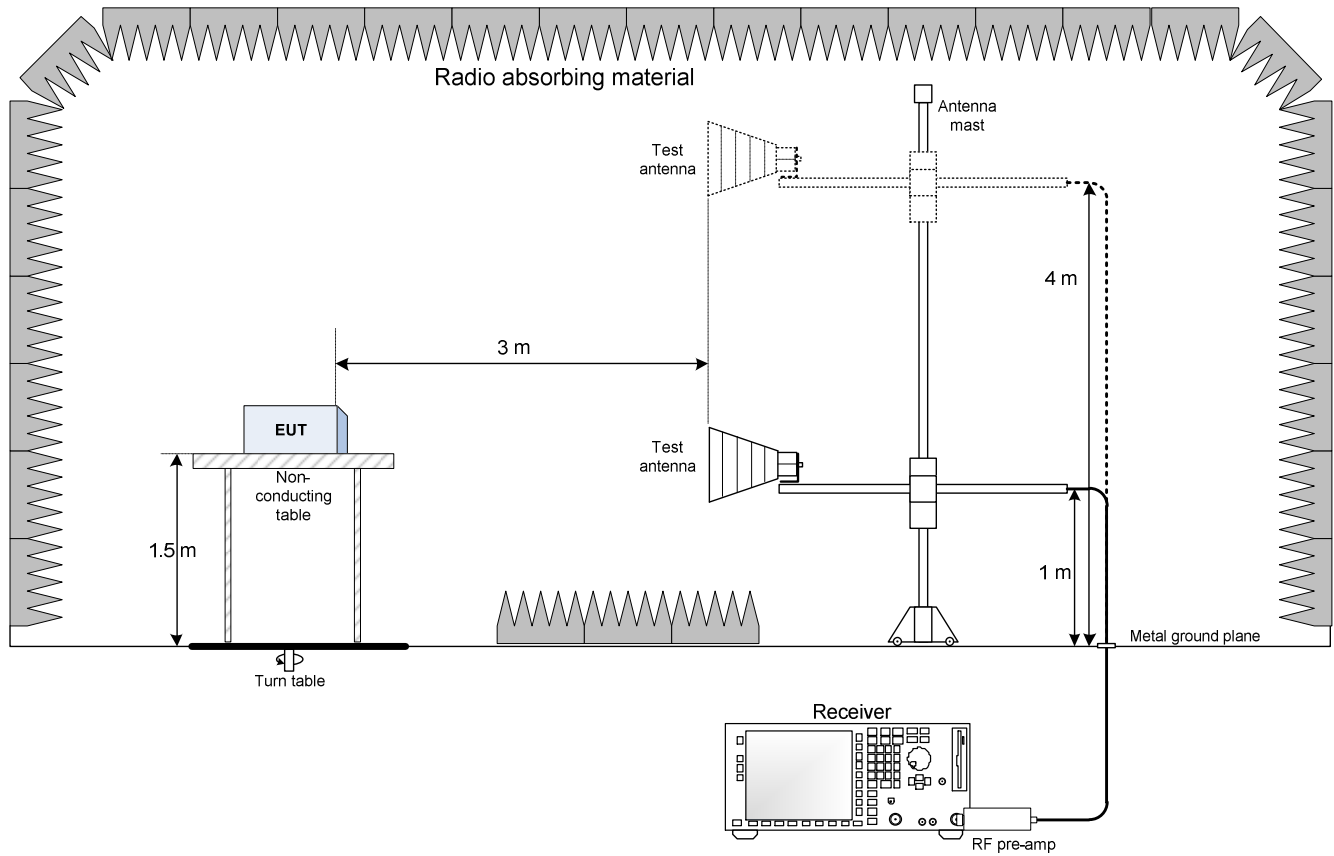 Radio absorbing material
Antenna
mast
Test
antenna
4 m
3 m
EUT
Test
antenna
Non-
conducting
table
1.5 m
1 m
Metal ground plane
Turn table
Receiver
RF pre-amp